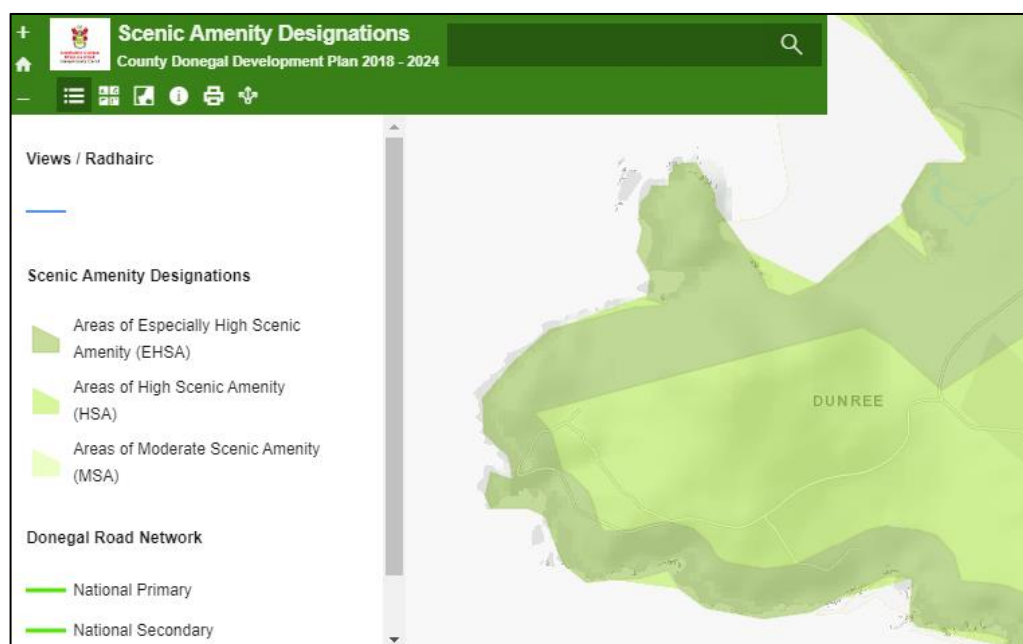 Scenic Amenity Designations
County Donegal Development Plan 2018 - 2024
Views / Radhairc
Scenic Amenity Designations
Areas of Especially High Scenic
Amenity (EHSA)
Areas of High Scenic Amenity
(HSA)
Areas of Moderate Scenic Amenity
(MSA)
Donegal Road Network
National Primary
National Secondary
DUNREE